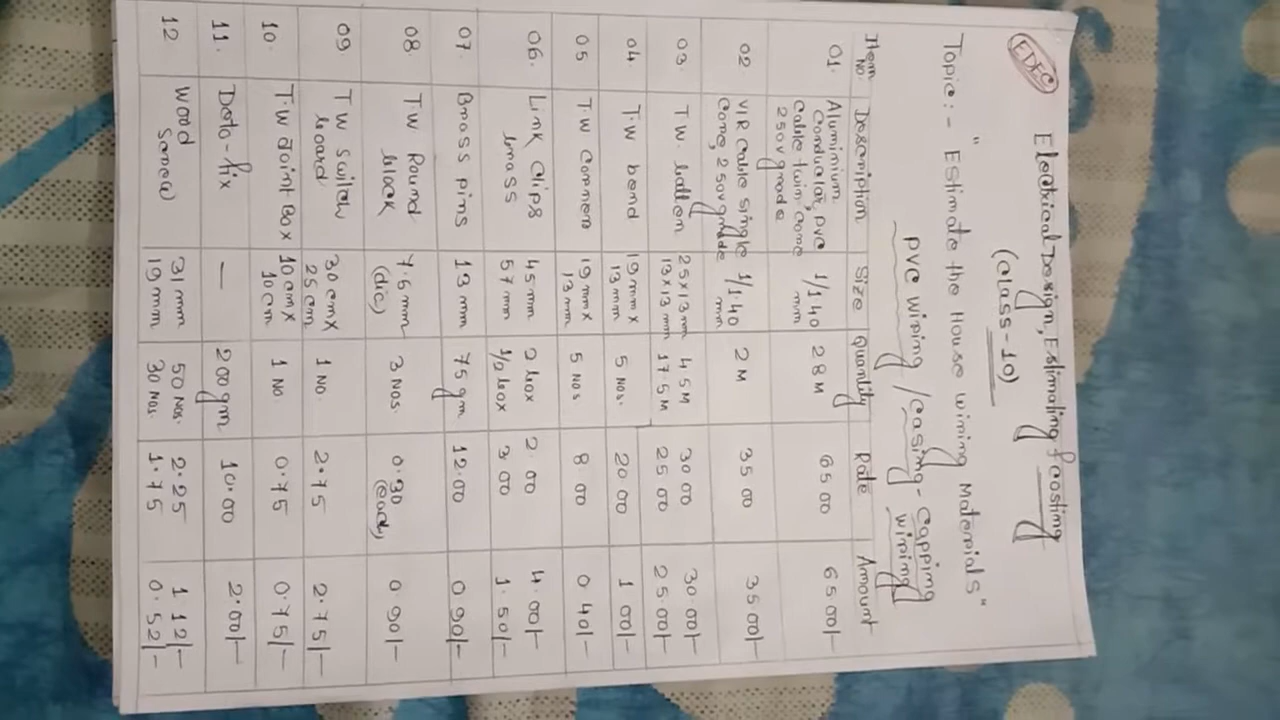 EDEC
Electrical Design, Estimating & costing
(class-10)
Topic:- "Estimate the House wiring Materials"
PVC wiring / casing-capping
wiring
Item No. Description Size Quantity Rate Amount
01. Aluminium Conductor, PVC Cable twin core 250v grade 1/1.40 mm 28 M 65 00 65 00/-
02 VIR Cable single Core, 250v grade 1/1.40 mm 2 M 35 00 35 00/-
03. T.W. batten 25x13 mm 45 M 30 00 30.00/-
13x13 mm 17.5 M 25 00 25.00/-
04. T.W bend 19 mm x 13 mm 5 Nos. 20 00 1 00/-
05 T.W Corner 19 mm x 13 mm 5 Nos 8. 00 0 40/-
06. Link Clips 45 mm 2 box 2 00 4.00/-
brass 57 mm 1/2 box 3 00 1.50/-
07. Brass pins 13 mm 75 gm 12.00 0.90/-
08. T.W Round block 7.5 mm (dia) 3 Nos. 0.30 (each) 0.90/-
09 T.W Switch board 30 cm x 25 cm 1 No 2.75 2.75/-
10. T.W Joint Box 10 cm x 10 cm 1 No. 0.75 0.75/-
11. Data-fix — 200 gm 10.00 2.00/-
12 Wood 31 mm 50 Nos. 2.25 1 12/-
Screw 19 mm 30 Nos. 1.75 0.52/-